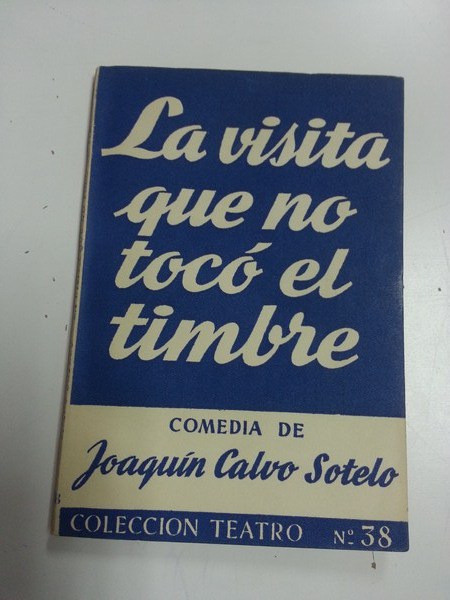 La visita
que no
tocó el
timbre
COMEDIA DE
Joaquín Calvo Sotelo
COLECCION TEATRO Nº 38